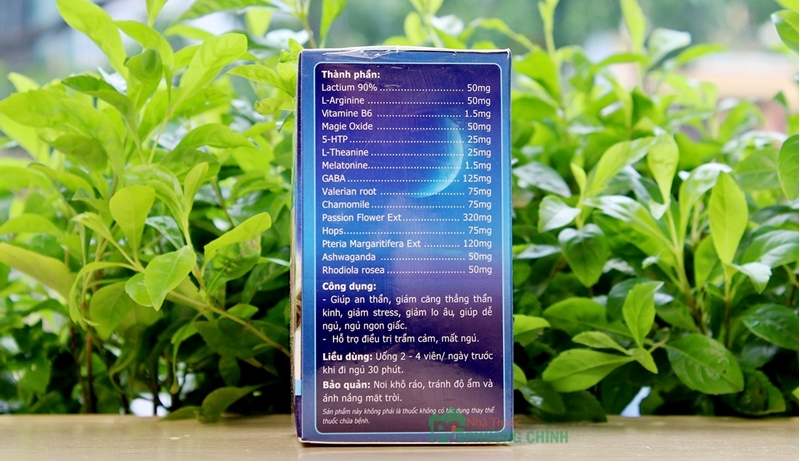 Thành phần:
Lactium 90% .......................... 50mg
L-Arginine ............................. 50mg
Vitamine B6 .......................... 1.5mg
Magie Oxide .......................... 50mg
5-HTP ................................... 25mg
L-Theanine ............................ 25mg
Melatonine ............................ 1.5mg
GABA .................................... 125mg
Valerian root ......................... 75mg
Chamomile ............................ 75mg
Passion Flower Ext ................. 320mg
Hops ..................................... 75mg
Pteria Margaritifera Ext .......... 120mg
Ashwaganda ......................... 50mg
Rhodiola rosea ...................... 50mg
Công dụng:
- Giúp an thần, giảm căng thẳng thần
kinh, giảm stress, giảm lo âu, giúp dễ
ngủ, ngủ ngon giấc.
- Hỗ trợ điều trị trầm cảm, mất ngủ.
Liều dùng: Uống 2 - 4 viên/ ngày trước
khi đi ngủ 30 phút.
Bảo quản: Nơi khô ráo, tránh độ ẩm và
ánh nắng mặt trời.
Sản phẩm này không phải là thuốc không có tác dụng thay thế
thuốc chữa bệnh.
Nhà Thuốc
CHÍNH